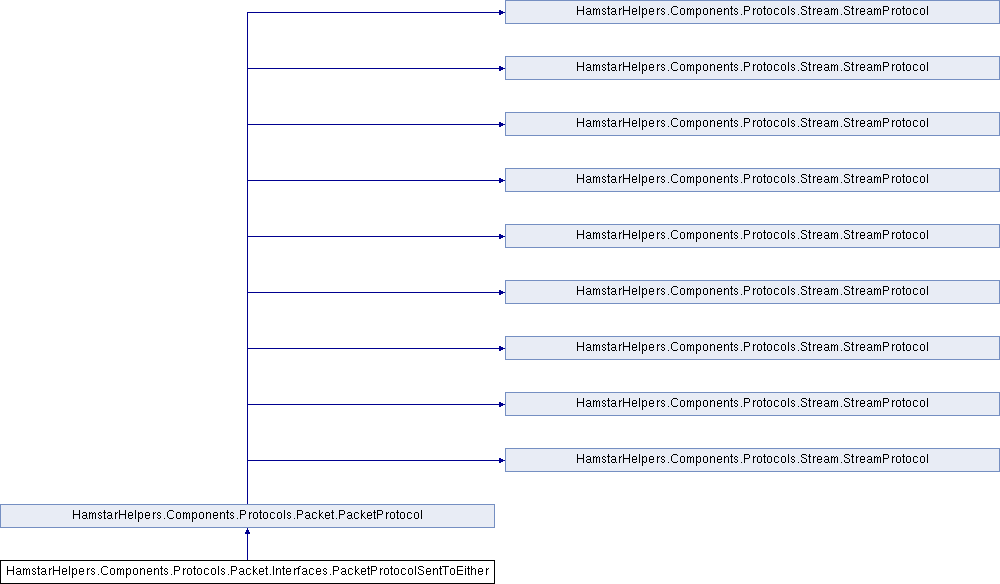 HamstarHelpers.Components.Protocols.Stream.StreamProtocol
HamstarHelpers.Components.Protocols.Stream.StreamProtocol
HamstarHelpers.Components.Protocols.Stream.StreamProtocol
HamstarHelpers.Components.Protocols.Stream.StreamProtocol
HamstarHelpers.Components.Protocols.Stream.StreamProtocol
HamstarHelpers.Components.Protocols.Stream.StreamProtocol
HamstarHelpers.Components.Protocols.Stream.StreamProtocol
HamstarHelpers.Components.Protocols.Stream.StreamProtocol
HamstarHelpers.Components.Protocols.Stream.StreamProtocol
HamstarHelpers.Components.Protocols.Packet.PacketProtocol
HamstarHelpers.Components.Protocols.Packet.Interfaces.PacketProtocolSentToEither